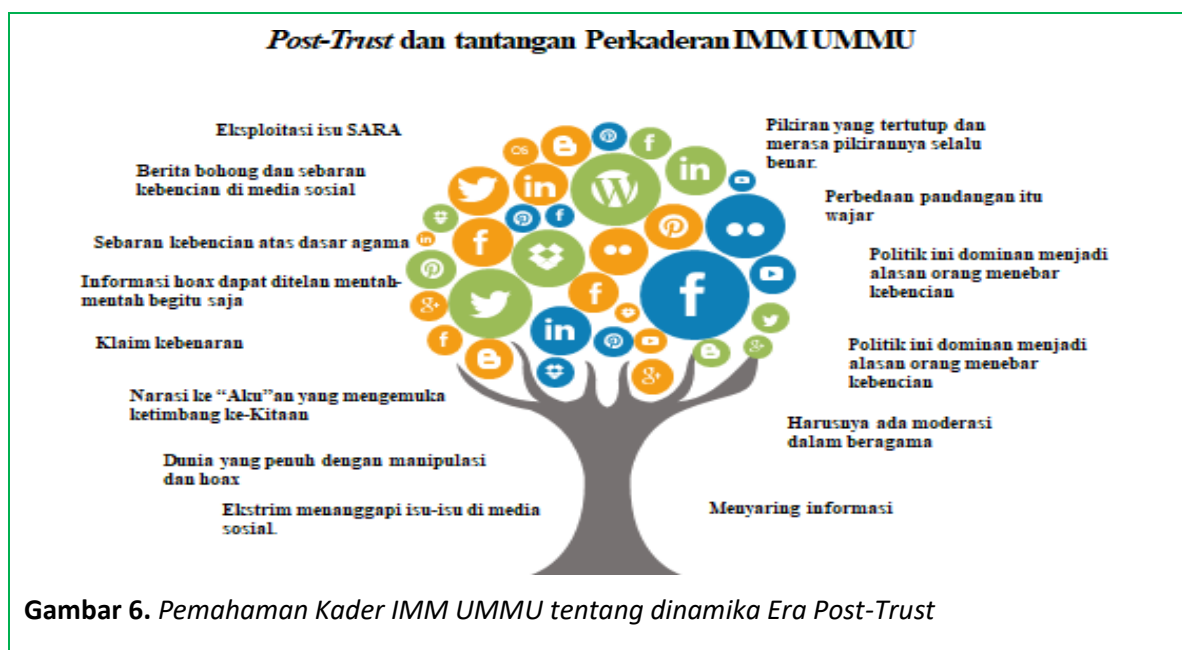 Post-Trust dan tantangan Perkaderan IMM UMMU
Eksploitasi isu SARA
Berita bohong dan sebaran
kebencian di media sosial
Sebaran kebencian atas dasar agama
Informasi hoax dapat ditelan mentah-
mentah begitu saja
Klaim kebenaran
Narasi ke “Aku”an yang mengemuka
ketimbang ke-Kitaan
Dunia yang penuh dengan manipulasi
dan hoax
Ekstrim menanggapi isu-isu di media
sosial.
Pikiran yang tertutup dan
merasa pikirannya selalu
benar.
Perbedaan pandangan itu
wajar
Politik ini dominan menjadi
alasan orang menebar
kebencian
Politik ini dominan menjadi
alasan orang menebar
kebencian
Harusnya ada moderasi
dalam beragama
Menyaring informasi
Gambar 6. Pemahaman Kader IMM UMMU tentang dinamika Era Post-Trust